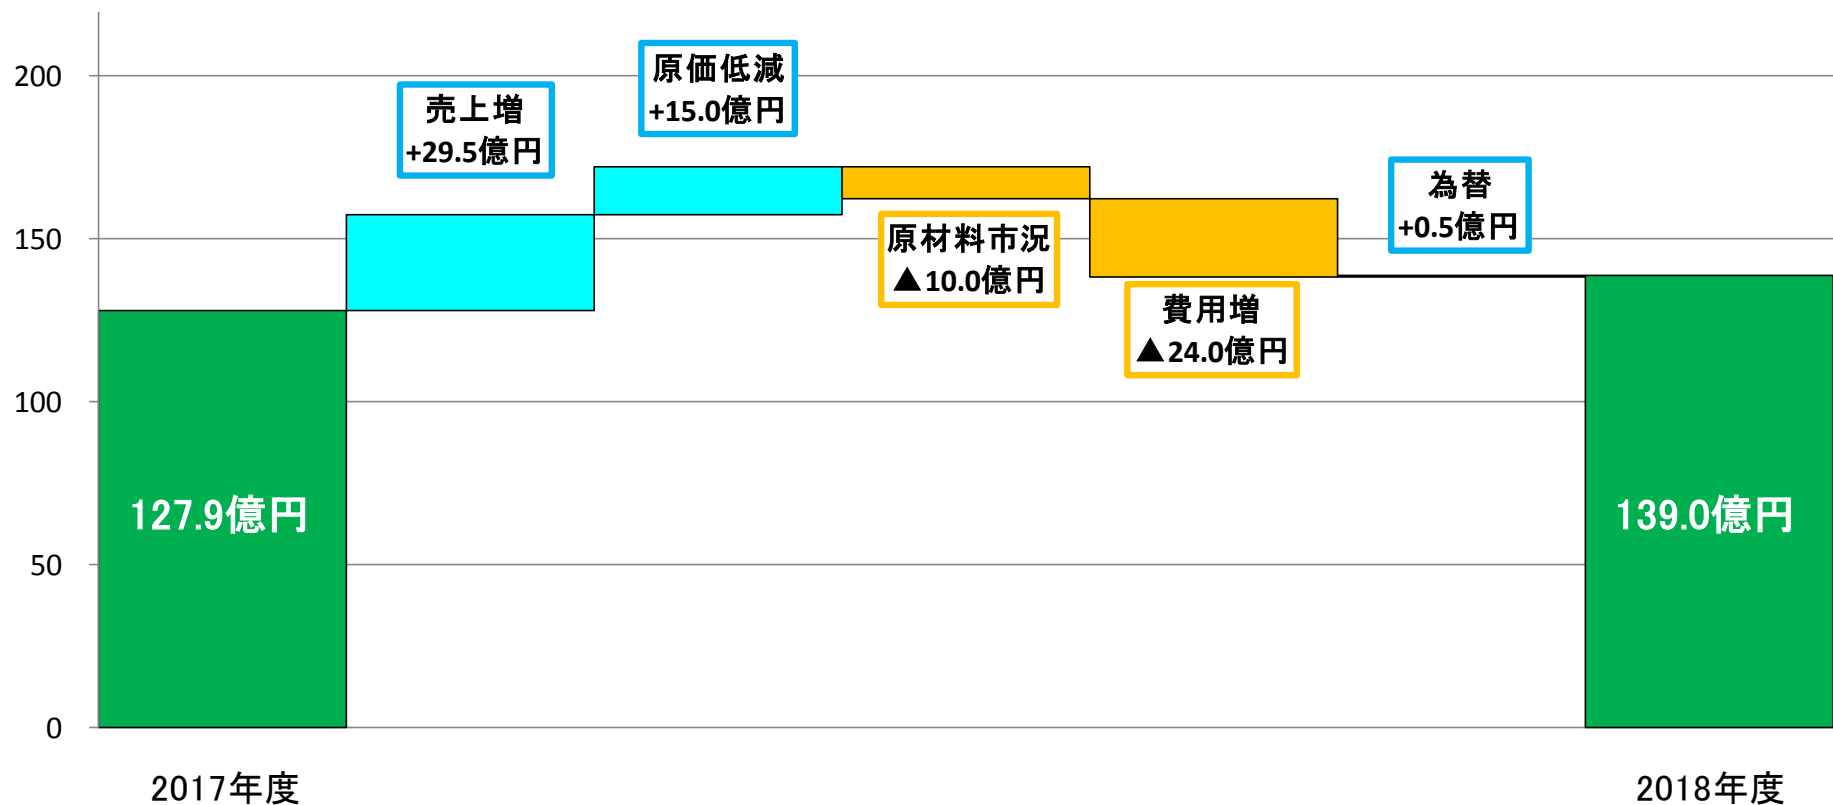 200
150
100
50
0
127.9億円
売上増
+29.5億円
原価低減
+15.0億円
原材料市況
▲10.0億円
費用増
▲24.0億円
為替
+0.5億円
139.0億円
2017年度
2018年度